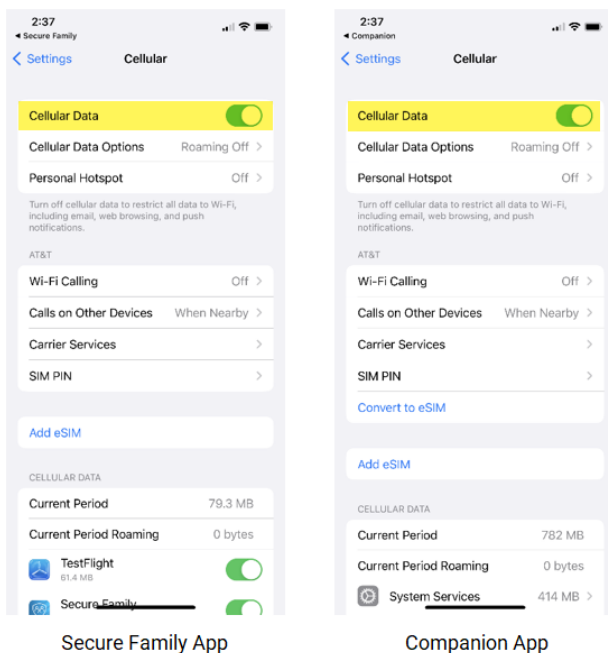 2:37
Secure Family
Settings
Cellular
Cellular Data
Cellular Data Options Roaming Off
Personal Hotspot Off
Turn off cellular data to restrict all data to Wi-Fi,
including email, web browsing, and push
notifications.
AT&T
Wi-Fi Calling Off
Calls on Other Devices When Nearby
Carrier Services
SIM PIN
Add eSIM
CELLULAR DATA
Current Period 79.3 MB
Current Period Roaming 0 bytes
TestFlight
61.4 MB
Secure Family
Secure Family App
2:37
Companion
Settings
Cellular
Cellular Data
Cellular Data Options Roaming Off
Personal Hotspot Off
Turn off cellular data to restrict all data to Wi-Fi,
including email, web browsing, and push
notifications.
AT&T
Wi-Fi Calling Off
Calls on Other Devices When Nearby
Carrier Services
SIM PIN
Convert to eSIM
Add eSIM
CELLULAR DATA
Current Period 782 MB
Current Period Roaming 0 bytes
System Services 414 MB
Companion App